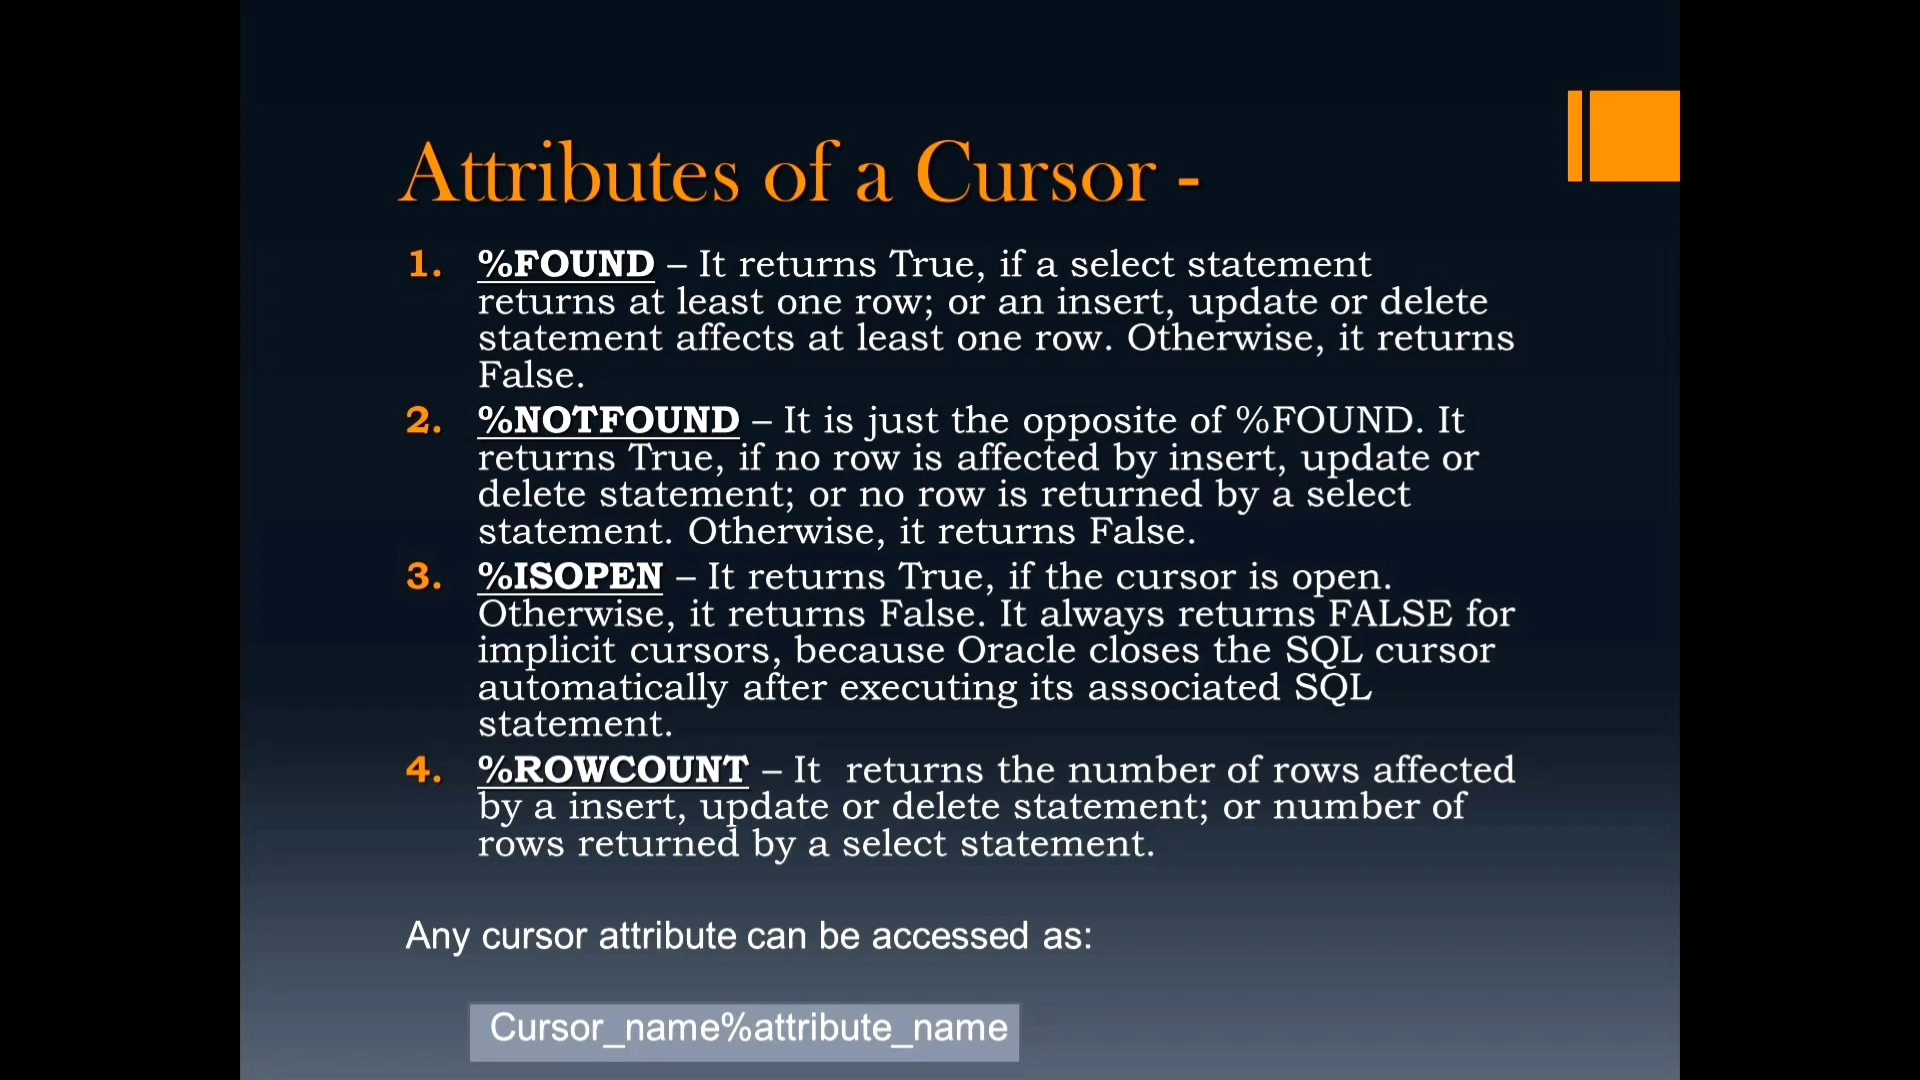 Attributes of a Cursor -
1. %FOUND – It returns True, if a select statement
returns at least one row; or an insert, update or delete
statement affects at least one row. Otherwise, it returns
False.
2. %NOTFOUND – It is just the opposite of %FOUND. It
returns True, if no row is affected by insert, update or
delete statement; or no row is returned by a select
statement. Otherwise, it returns False.
3. %ISOPEN – It returns True, if the cursor is open.
Otherwise, it returns False. It always returns FALSE for
implicit cursors, because Oracle closes the SQL cursor
automatically after executing its associated SQL
statement.
4. %ROWCOUNT – It  returns the number of rows affected
by a insert, update or delete statement; or number of
rows returned by a select statement.
Any cursor attribute can be accessed as:
Cursor_name%attribute_name